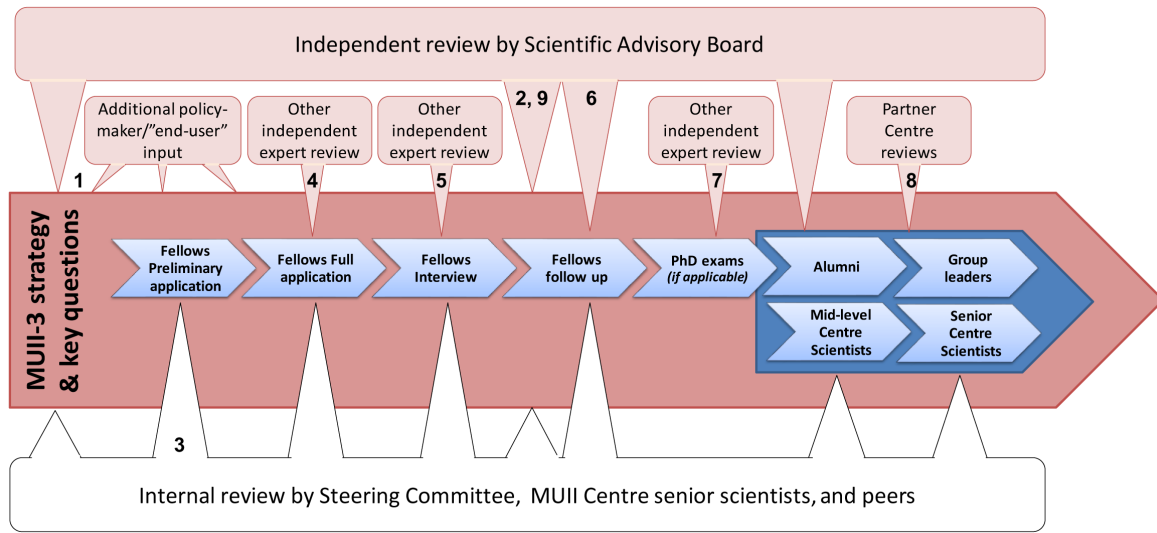 Independent review by Scientific Advisory Board
2, 9
6
Additional policy-
maker/”end-user”
input
Other
independent
expert review
Other
independent
expert review
Other
independent
expert review
Partner
Centre
reviews
1
4
5
7
8
MUII-3 strategy
& key questions
Fellows
Preliminary
application
Fellows Full
application
Fellows
Interview
Fellows
follow up
PhD exams
(if applicable)
Alumni
Group
leaders
Mid-level
Centre
Scientists
Senior
Centre
Scientists
3
Internal review by Steering Committee, MUII Centre senior scientists, and peers